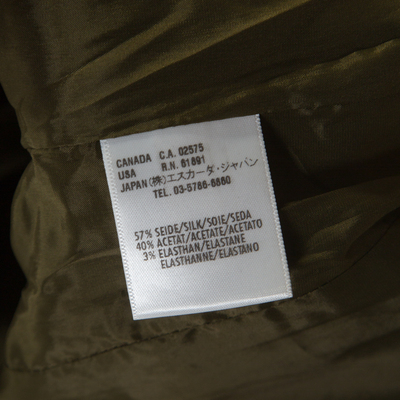 CANADA C.A. 02575
USA R.N. 61891
JAPAN (株)エスカーダ・ジャパン
TEL. 03-5786-6860
57% SEIDE/SILK/SOIE/SEDA
40% ACETAT/ACETATE/ACETATO
3% ELASTHAN/ELASTANE
ELASTHANNE/ELASTANO